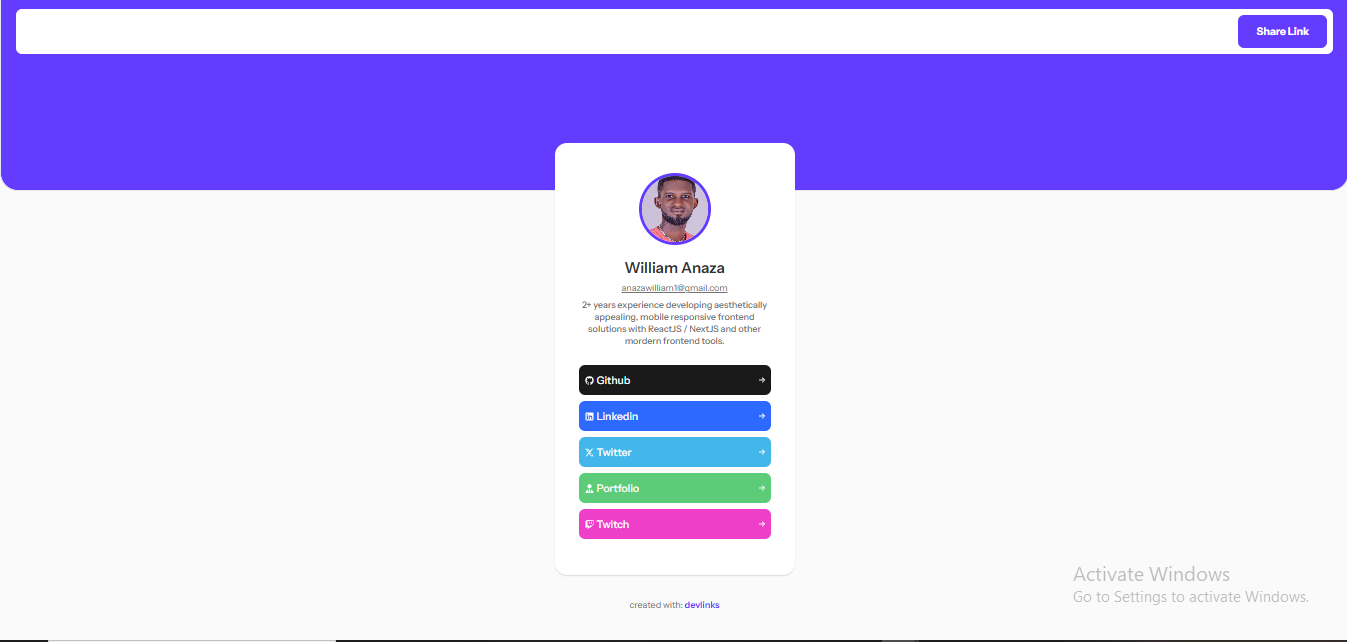 Share Link
William Anaza
anazawilliam1@gmail.com
2+ years experience developing aesthetically
appealing, mobile responsive frontend
solutions with ReactJS / NextJS and other
mordern frontend tools.
Github
Linkedin
Twitter
Portfolio
Twitch
Activate Windows
Go to Settings to activate Windows.
created with: devlinks